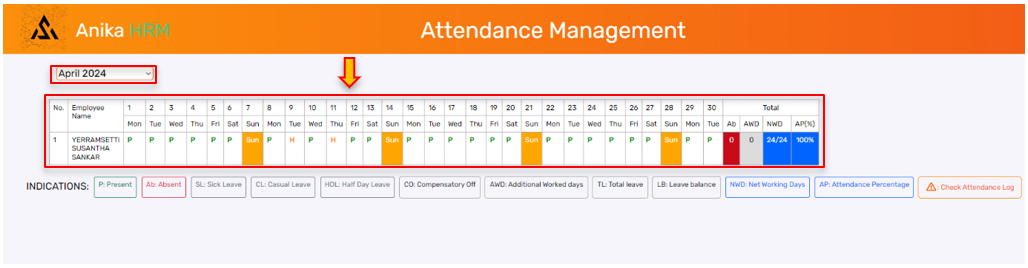 Anika HRM
Attendance Management
April 2024
No. Employee Name 1 2 3 4 5 6 7 8 9 10 11 12 13 14 15 16 17 18 19 20 21 22 23 24 25 26 27 28 29 30 Total
Mon Tue Wed Thu Fri Sat Sun Mon Tue Wed Thu Fri Sat Sun Mon Tue Wed Thu Fri Sat Sun Mon Tue Wed Thu Fri Sat Sun Mon Tue Ab AWD NWD AP(%)
1 YERRAMSETTI SUSANTHA SANKAR P P P P P P Sun P H P H P P Sun P P P P P P Sun P P P P P P Sun P P 0 0 24/24 100%
INDICATIONS: P: Present Ab: Absent SL: Sick Leave CL: Casual Leave HOL: Half Day Leave CO: Compensatory Off AWD: Additional Worked days TL: Total leave LB: Leave balance NWD: Net Working Days AP: Attendance Percentage : Check Attendance Log